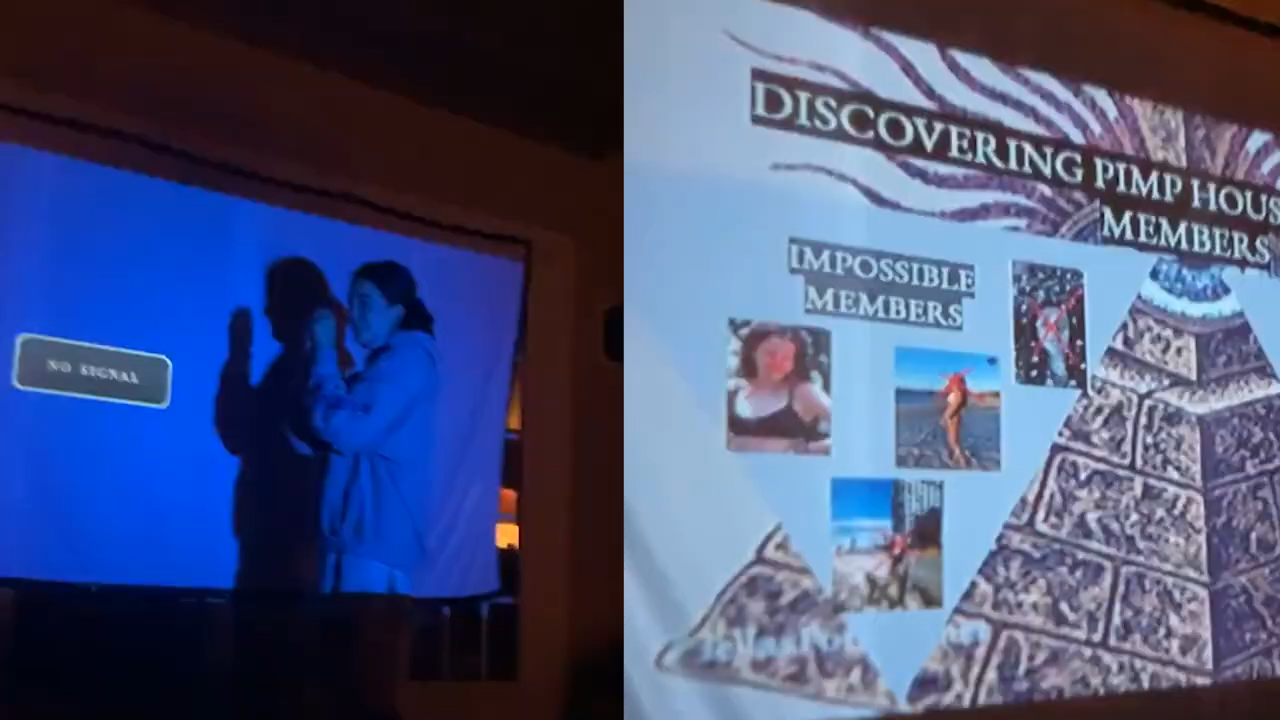 NO SIGNAL
DISCOVERING PIMP HOUS
MEMBERS
IMPOSSIBLE
MEMBERS